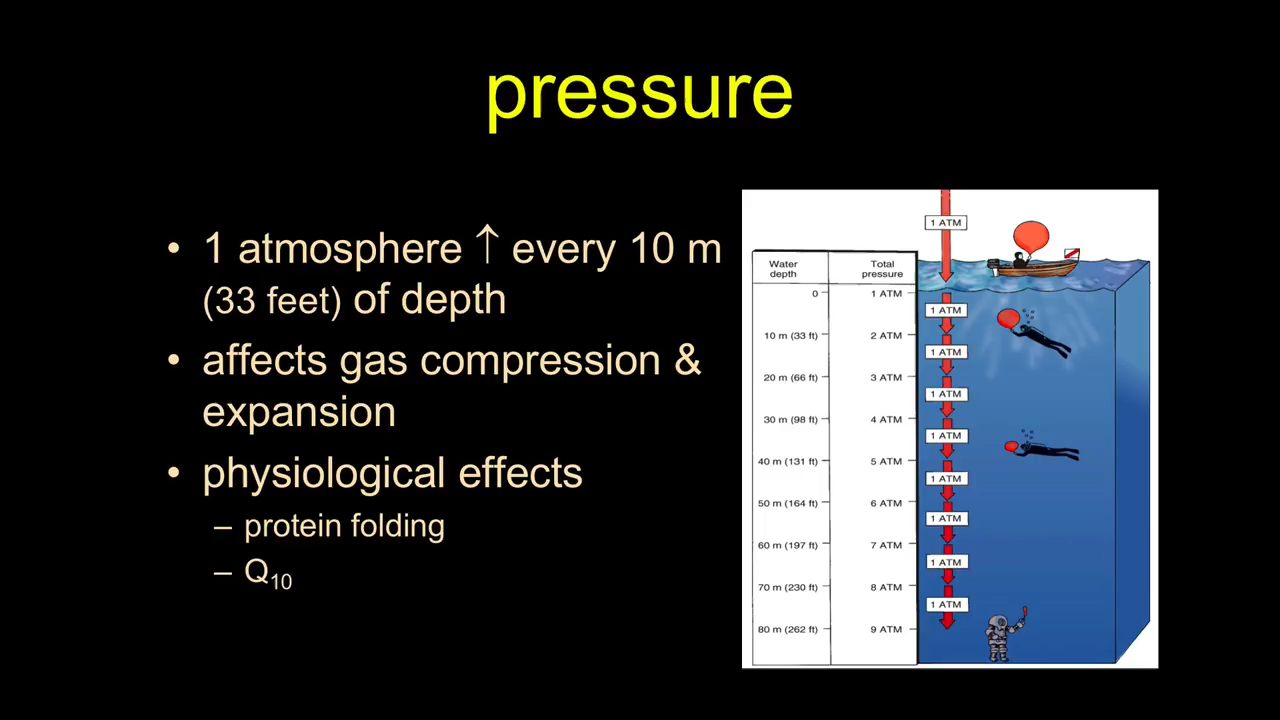 pressure
• 1 atmosphere ↑ every 10 m
(33 feet) of depth
• affects gas compression &
expansion
• physiological effects
– protein folding
– Q10
1 ATM
Water
depth
Total
pressure
0 1 ATM
1 ATM
10 m (33 ft) 2 ATM
1 ATM
20 m (66 ft) 3 ATM
1 ATM
30 m (98 ft) 4 ATM
1 ATM
40 m (131 ft) 5 ATM
1 ATM
50 m (164 ft) 6 ATM
1 ATM
60 m (197 ft) 7 ATM
1 ATM
70 m (230 ft) 8 ATM
1 ATM
80 m (262 ft) 9 ATM